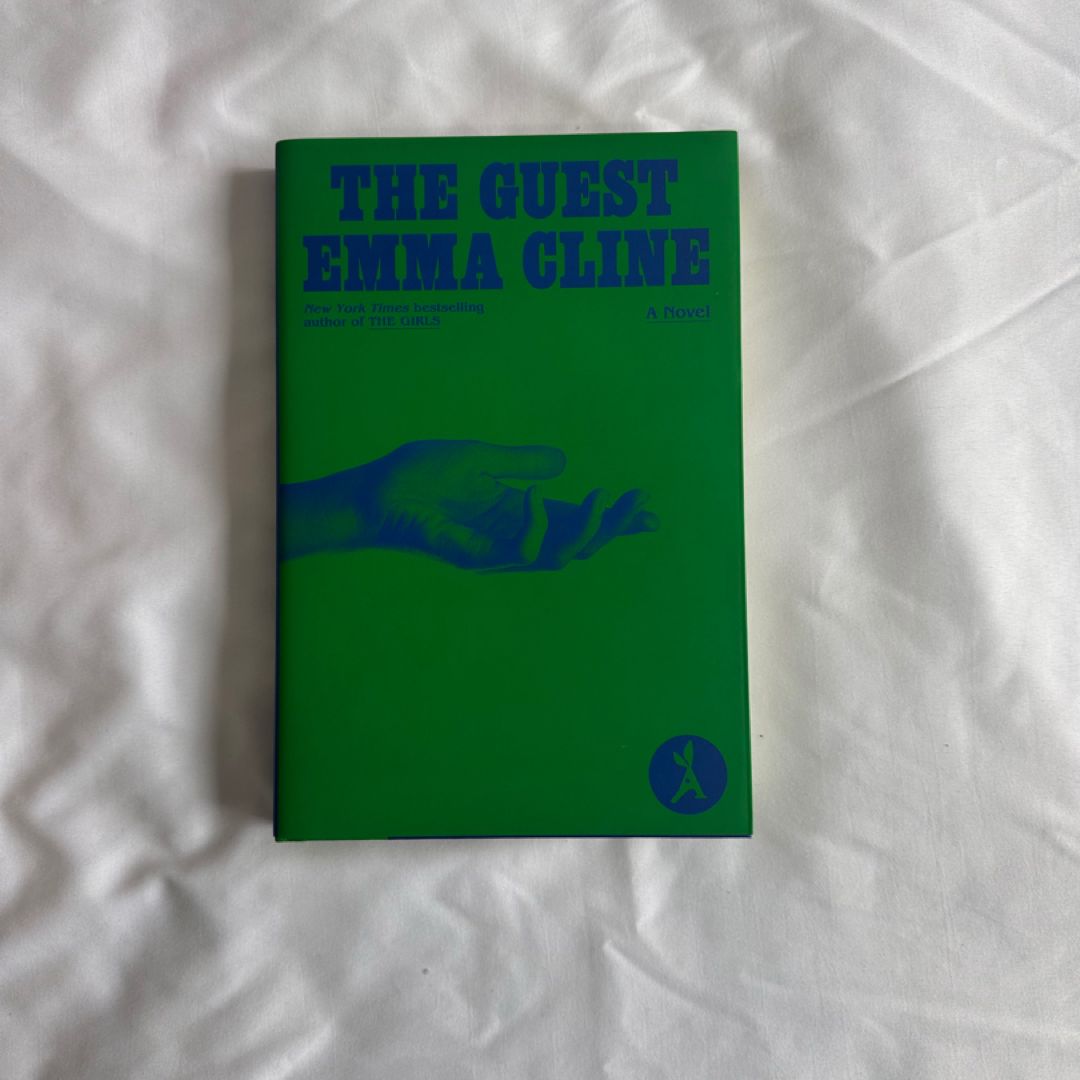 THE GUEST
EMMA CLINE
New York Times bestselling
author of THE GIRLS
A Novel
A